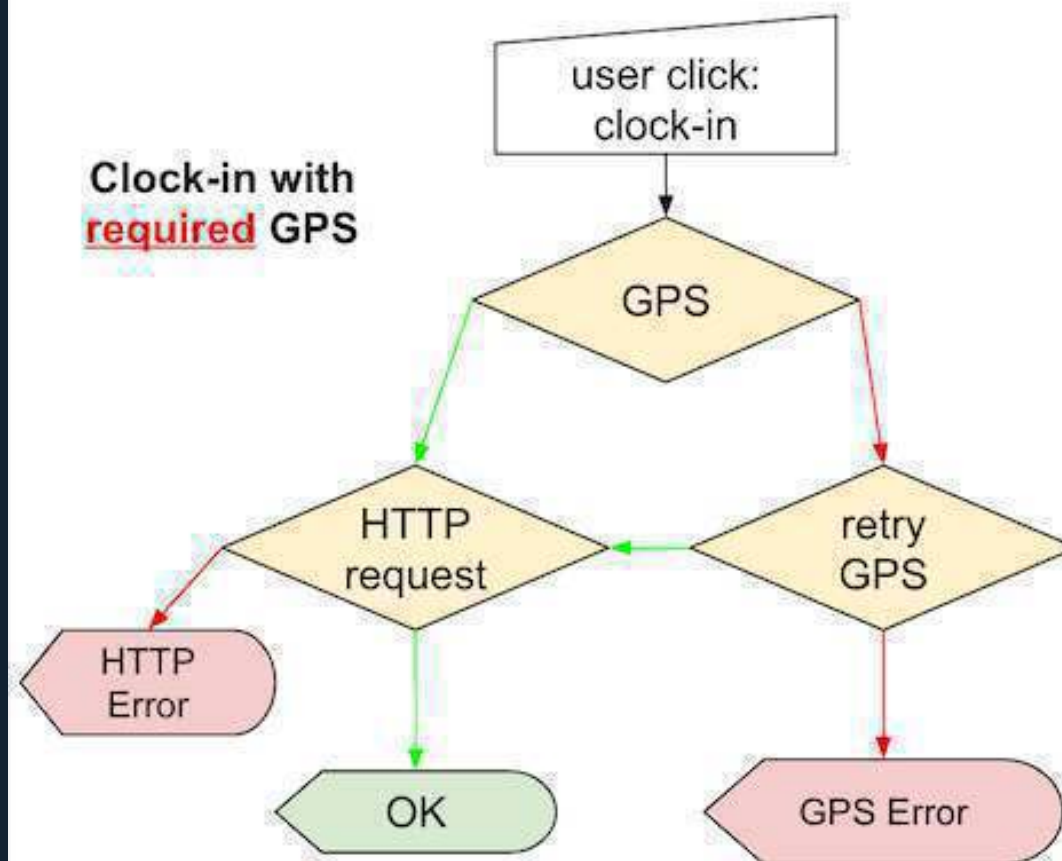 user click:
clock-in
Clock-in with
required GPS
GPS
HTTP
request
retry
GPS
HTTP
Error
OK
GPS Error